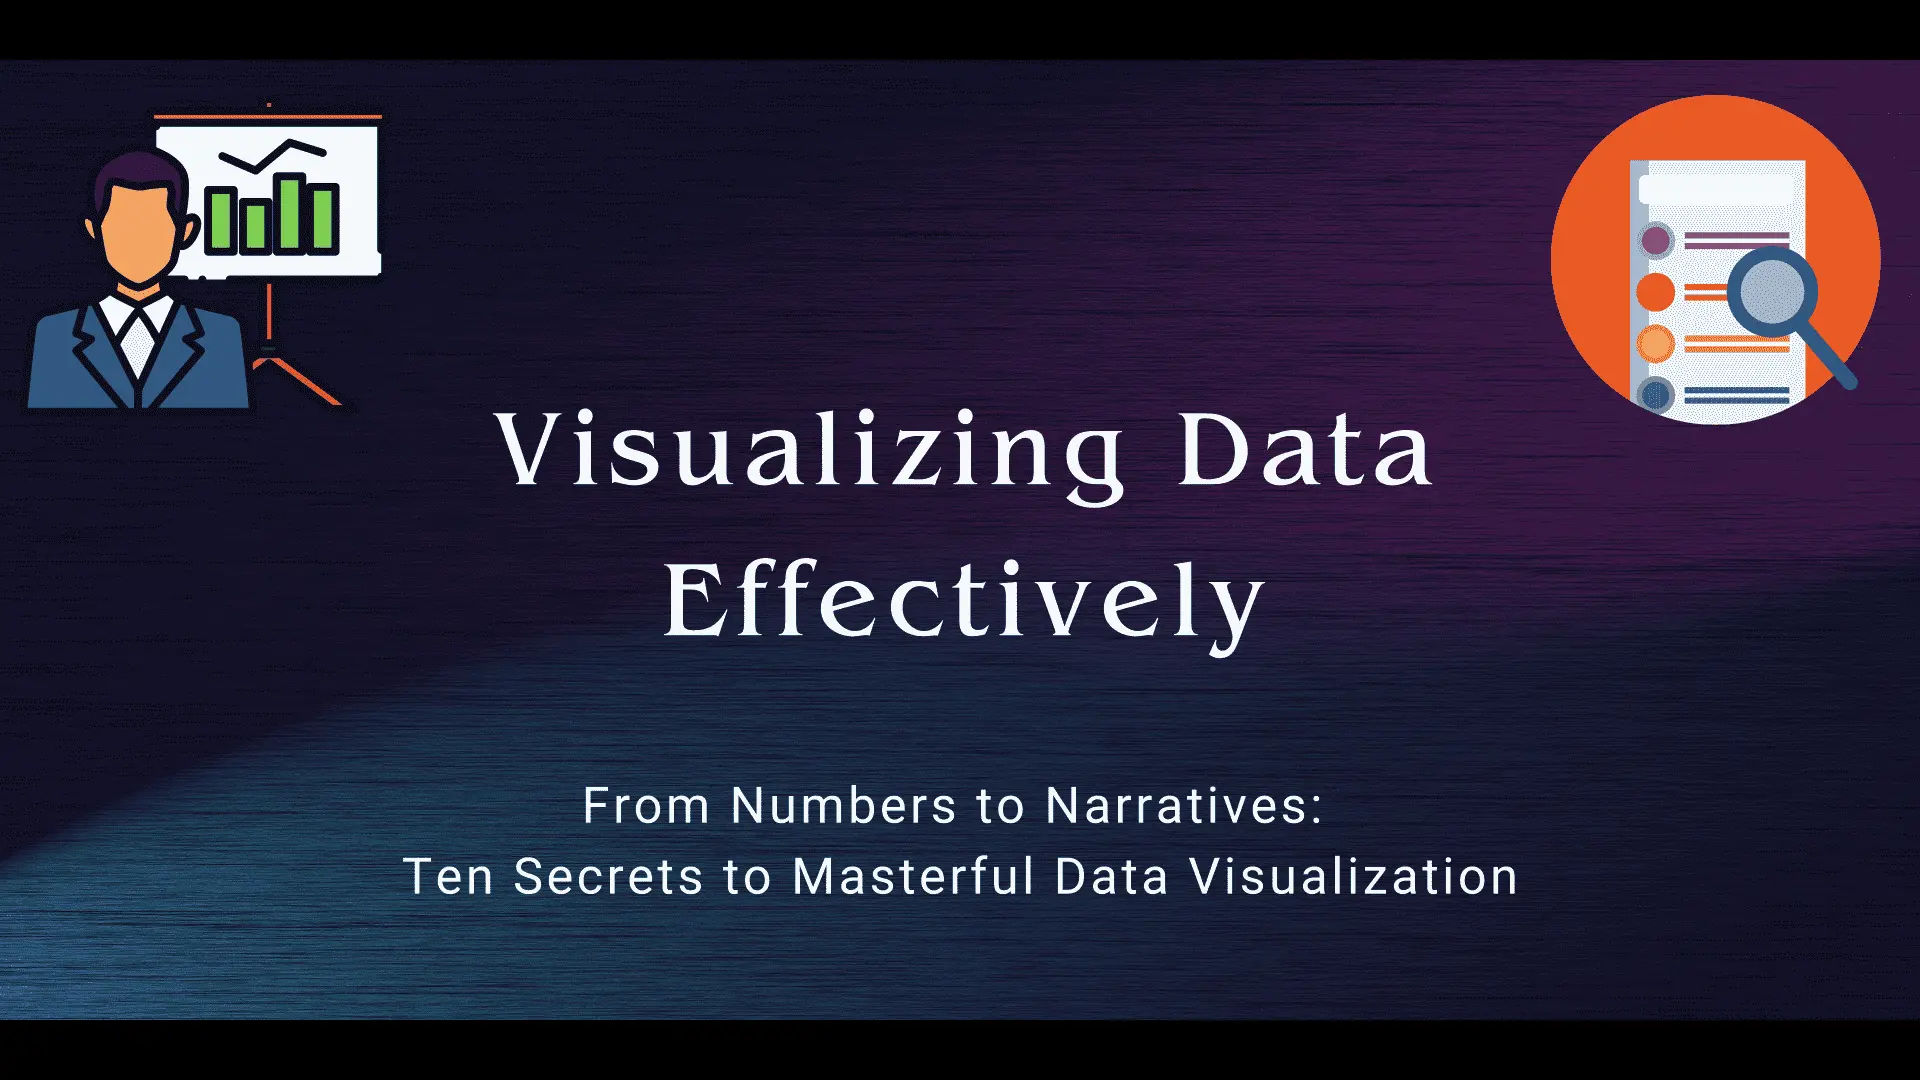 Visualizing Data
Effectively
From Numbers to Narratives:
Ten Secrets to Masterful Data Visualization